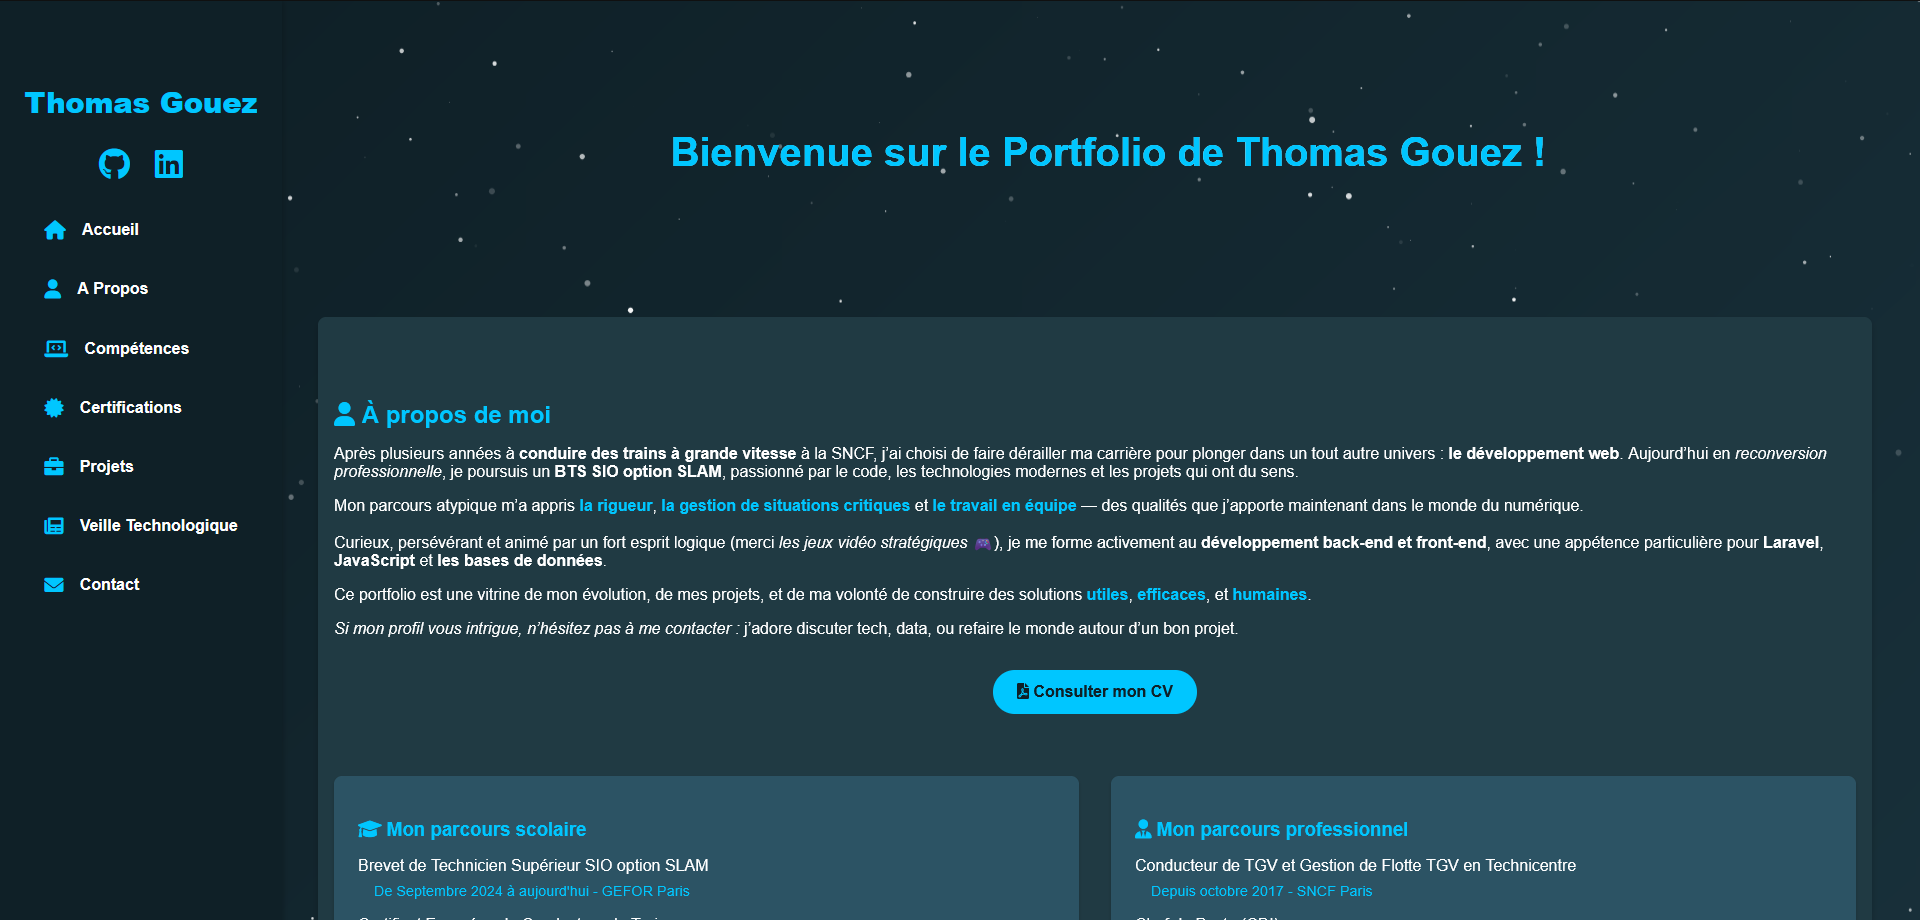 Thomas Gouez
Accueil
A Propos
Compétences
Certifications
Projets
Veille Technologique
Contact
Bienvenue sur le Portfolio de Thomas Gouez !
À propos de moi
Après plusieurs années à conduire des trains à grande vitesse à la SNCF, j’ai choisi de faire dérailler ma carrière pour plonger dans un tout autre univers : le développement web. Aujourd’hui en reconversion
professionnelle, je poursuis un BTS SIO option SLAM, passionné par le code, les technologies modernes et les projets qui ont du sens.
Mon parcours atypique m’a appris la rigueur, la gestion de situations critiques et le travail en équipe — des qualités que j’apporte maintenant dans le monde du numérique.
Curieux, persévérant et animé par un fort esprit logique (merci les jeux vidéo stratégiques 🎮), je me forme activement au développement back-end et front-end, avec une appétence particulière pour Laravel,
JavaScript et les bases de données.
Ce portfolio est une vitrine de mon évolution, de mes projets, et de ma volonté de construire des solutions utiles, efficaces, et humaines.
Si mon profil vous intrigue, n’hésitez pas à me contacter : j’adore discuter tech, data, ou refaire le monde autour d’un bon projet.
Consulter mon CV
Mon parcours scolaire
Brevet de Technicien Supérieur SIO option SLAM
De Septembre 2024 à aujourd'hui - GEFOR Paris
Mon parcours professionnel
Conducteur de TGV et Gestion de Flotte TGV en Technicentre
Depuis octobre 2017 - SNCF Paris